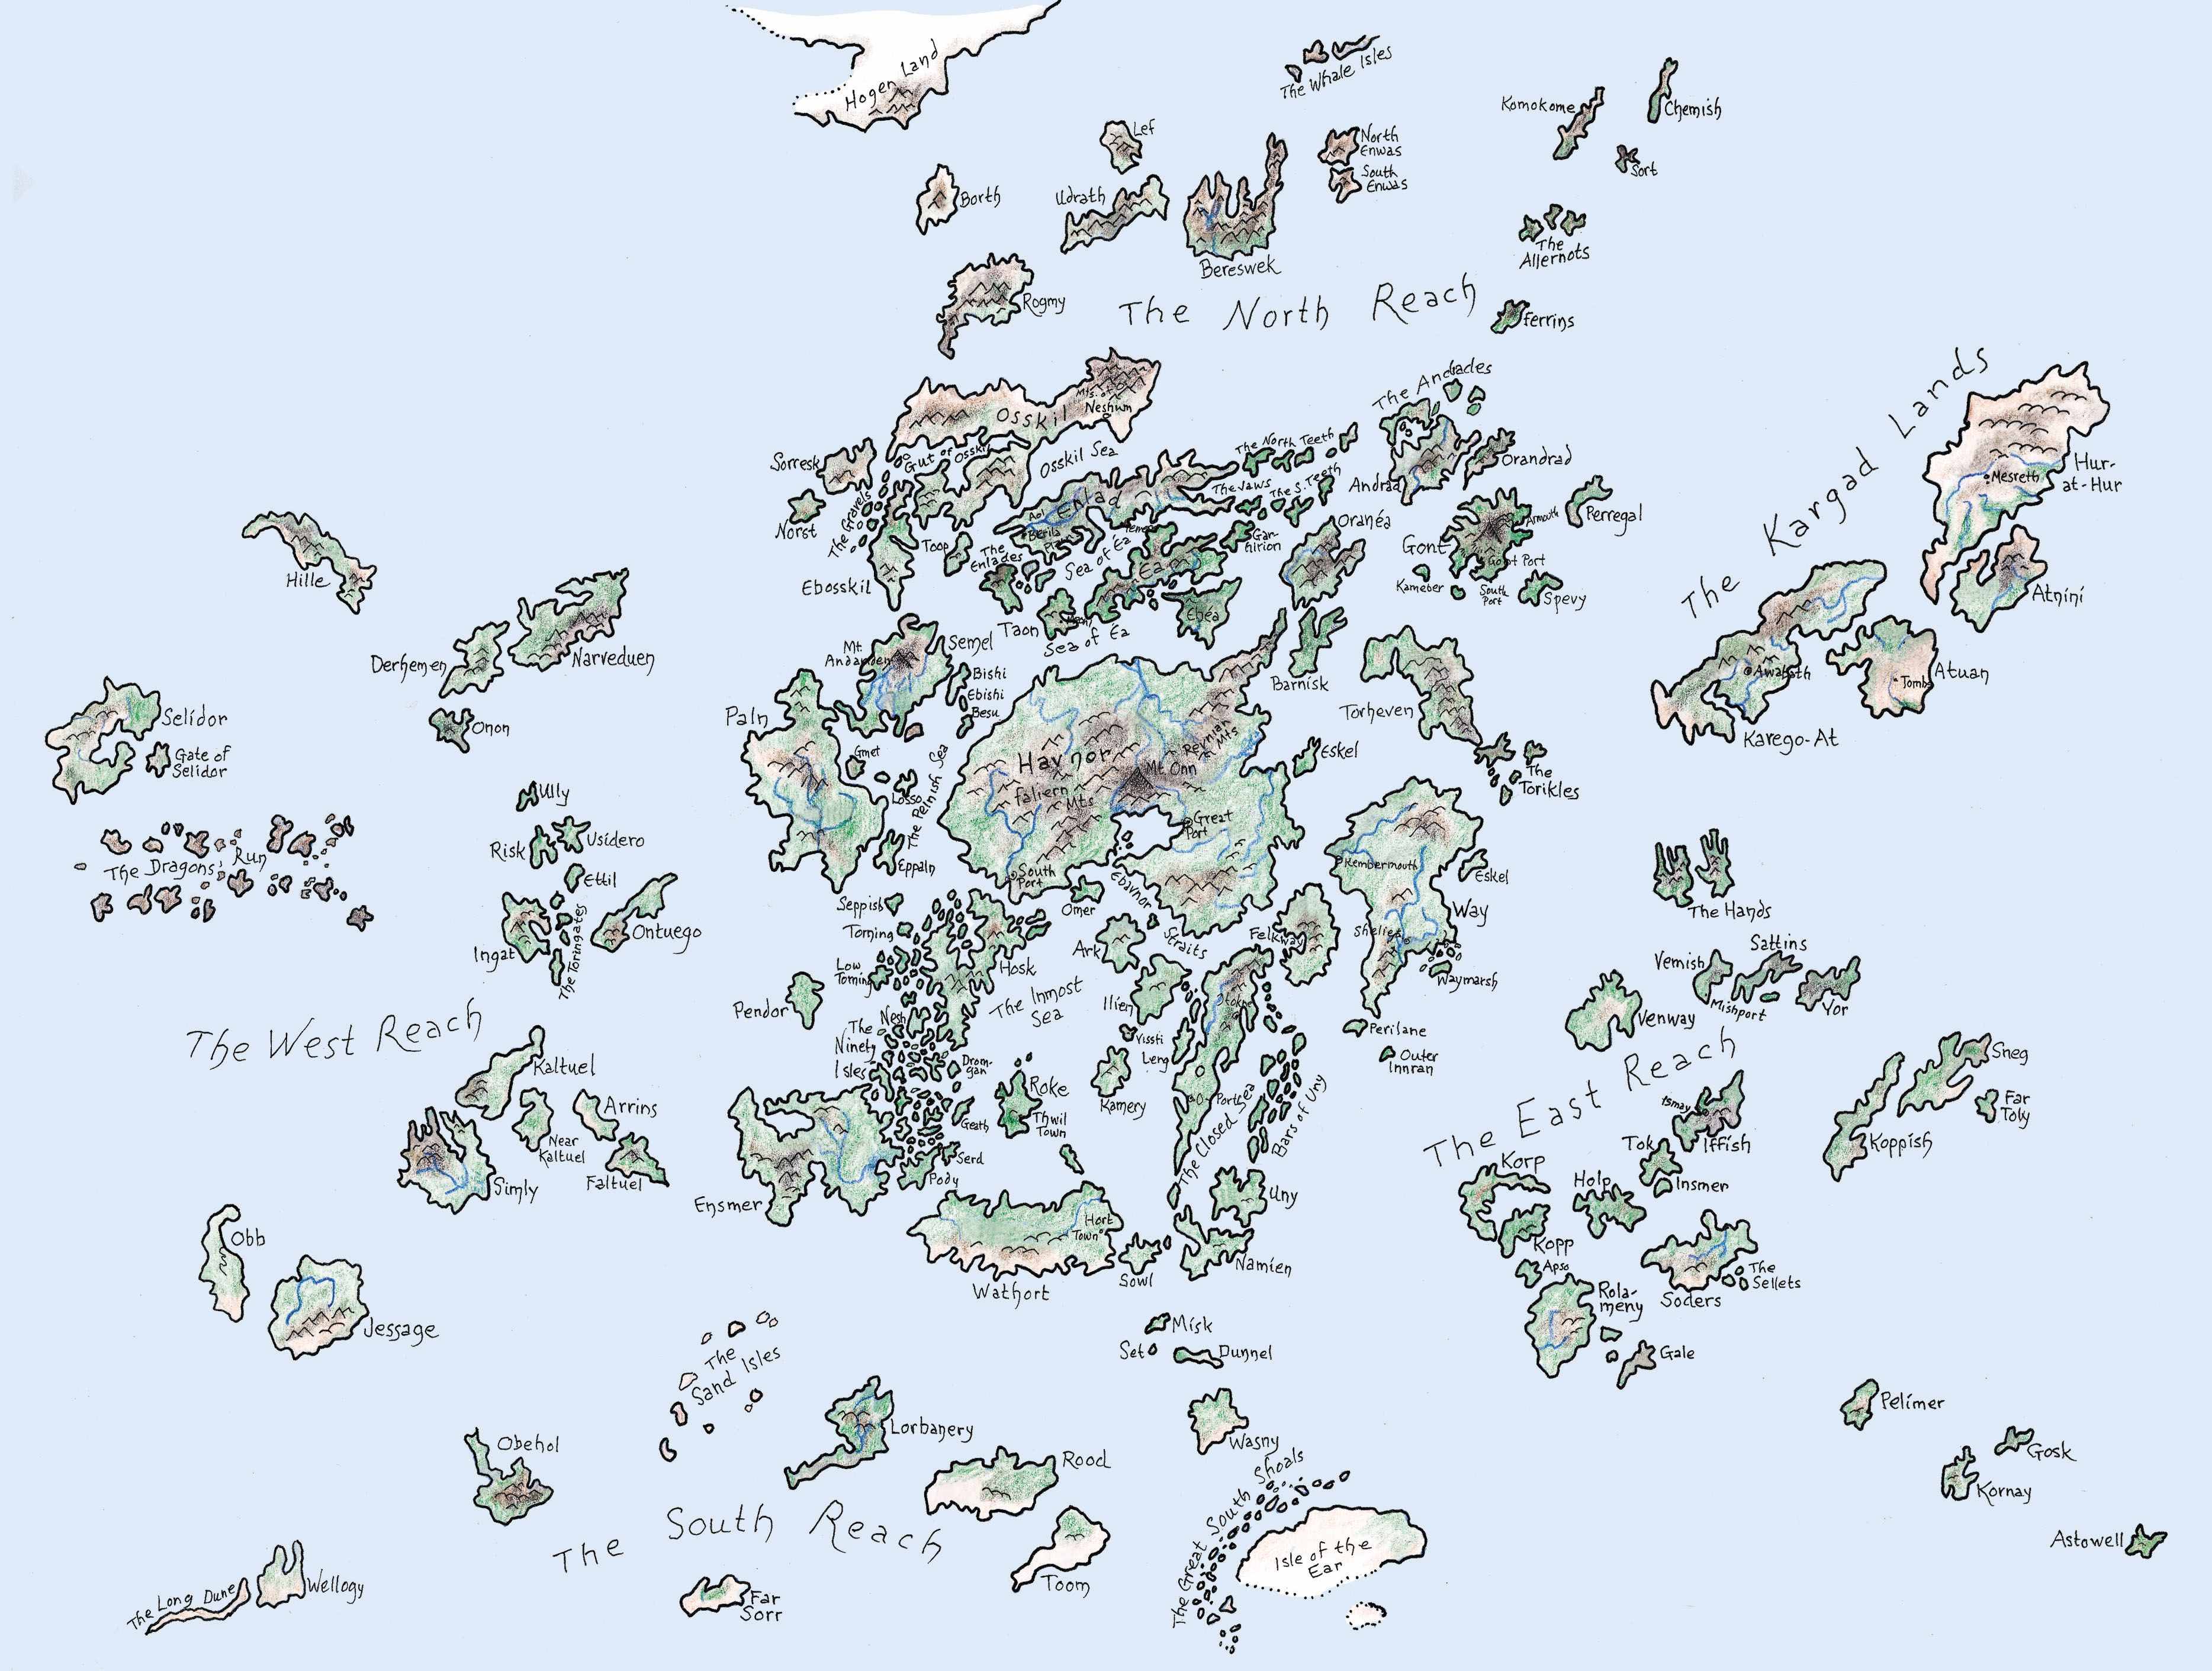 Hogen Land
The Whale Isles
Komokome
Chemish
Sort
Lef
North
Enwas
South
Enwas
Borth
Udrath
Bereswek
The
Allernots
Rogmy
The North Reach
Ferrins
The Kargad Lands
The Andrades
Mts. of
Neshun
Osskil
Gut of Osskil
Osskil Sea
The North Teeth
The Jaws
The S. Teeth
Andrad
Orandrad
Sorresk
Norst
The Gravels
Enlad
Aol
Berila
Toop
The
Enlades
Sea of Éa
Éa
Gar-
hirion
Oranéa
Gont
Armouth
Gont Port
South
Port
Kameber
Spevy
Perregal
Hur-
at-Hur
Mesreth
Atnini
Ebosskil
Taon
Sea of Éa
Ebéa
Hille
Derhemen
Narveduen
Onon
Mt.
Andanden
Semel
Bishi
Ebishi
Besu
Barnisk
Torheven
Awabath
Karego-At
Atuan
Tombs
Selidor
Gate of
Selidor
Paln
Gmet
Losso
The Pelnish Sea
Eppaln
Havnor
Faliern
Mts
Mt Onn
Revnian
Mts
Great
Port
South
Port
Eskel
The
Torikles
The Dragons' Run
Ully
Risk
Usidero
Ettil
Ingat
The Toringates
Ontuego
Kembermouth
Eskel
Way
Shelieth
Waymarsh
The Hands
Seppish
Torning
Low
Torning
Omer
Ebavnor
Straits
Ark
Felkway
Hosk
The Inmost
Sea
Ilien
Otokne
Pendor
The
Ninety
Isles
Nesh
Drom-
gan
Vissti
Leng
Perilane
Outer
Innran
Vemish
Sattins
Mishport
Yor
Venway
The West Reach
Kaltuel
Near
Kaltuel
Arrins
Faltuel
Simly
Roke
Thwil
Town
Kamery
O-Port
The Closed Sea
Bars of Uny
The East Reach
Ismay
Iffish
Sneg
Far
Toly
Koppish
Geath
Serd
Pody
Ensmer
Tok
Insmer
Korp
Holp
Kopp
Obb
Jessage
Hort
Town
Wathort
Sowl
Uny
Namien
Apso
Rola-
meny
Soders
The
Sellets
Gale
The
Sand Isles
Misk
Set
Dunnel
Wasny
Lorbanery
Rood
Obehol
Pelimer
Gosk
Kornay
Astowell
The South Reach
The Great South Shoals
Isle of the
Ear
Toom
Far
Sorr
The Long Dune
Wellogy